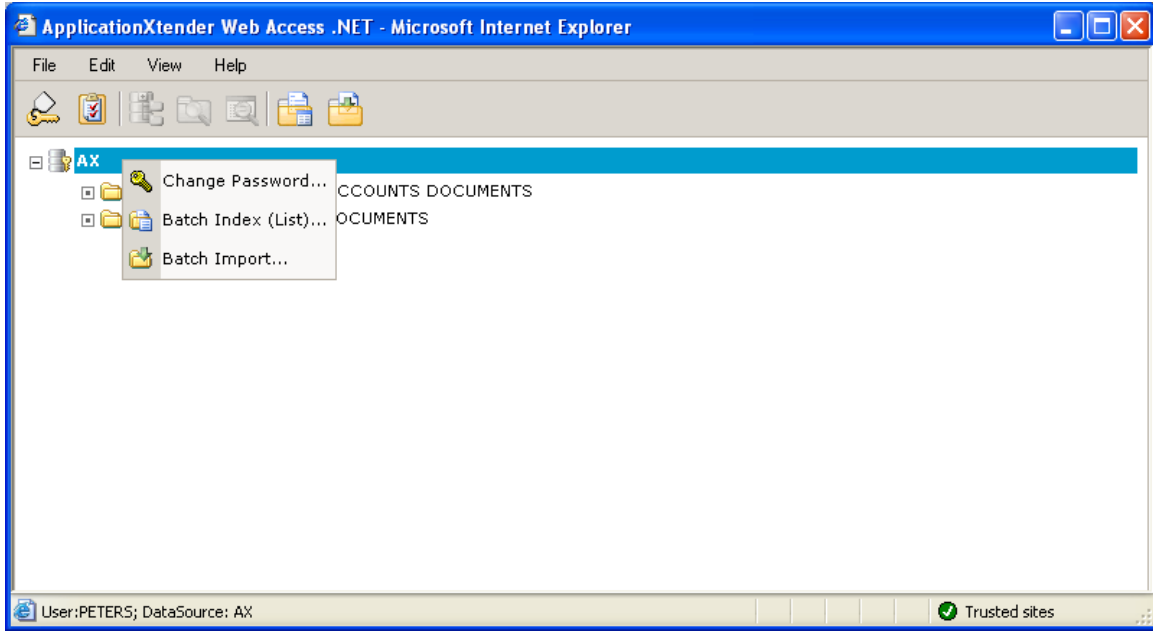 ApplicationXtender Web Access .NET - Microsoft Internet Explorer
File Edit View Help
AX
Change Password...
CCOUNTS DOCUMENTS
Batch Index (List)...
OCUMENTS
Batch Import...
User:PETERS; DataSource: AX
Trusted sites